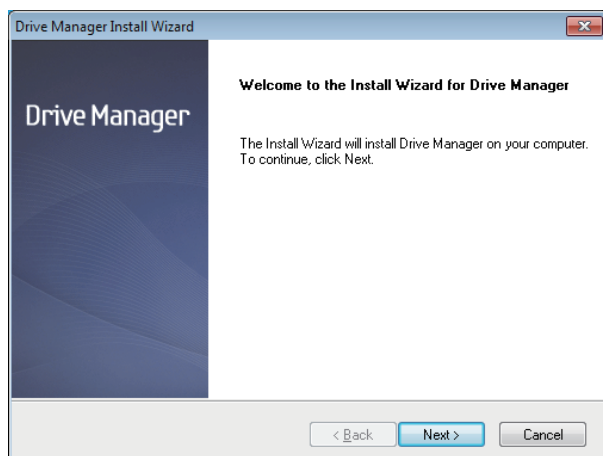 Drive Manager Install Wizard
Drive Manager
Welcome to the Install Wizard for Drive Manager
The Install Wizard will install Drive Manager on your computer.
To continue, click Next.
< Back
Next >
Cancel